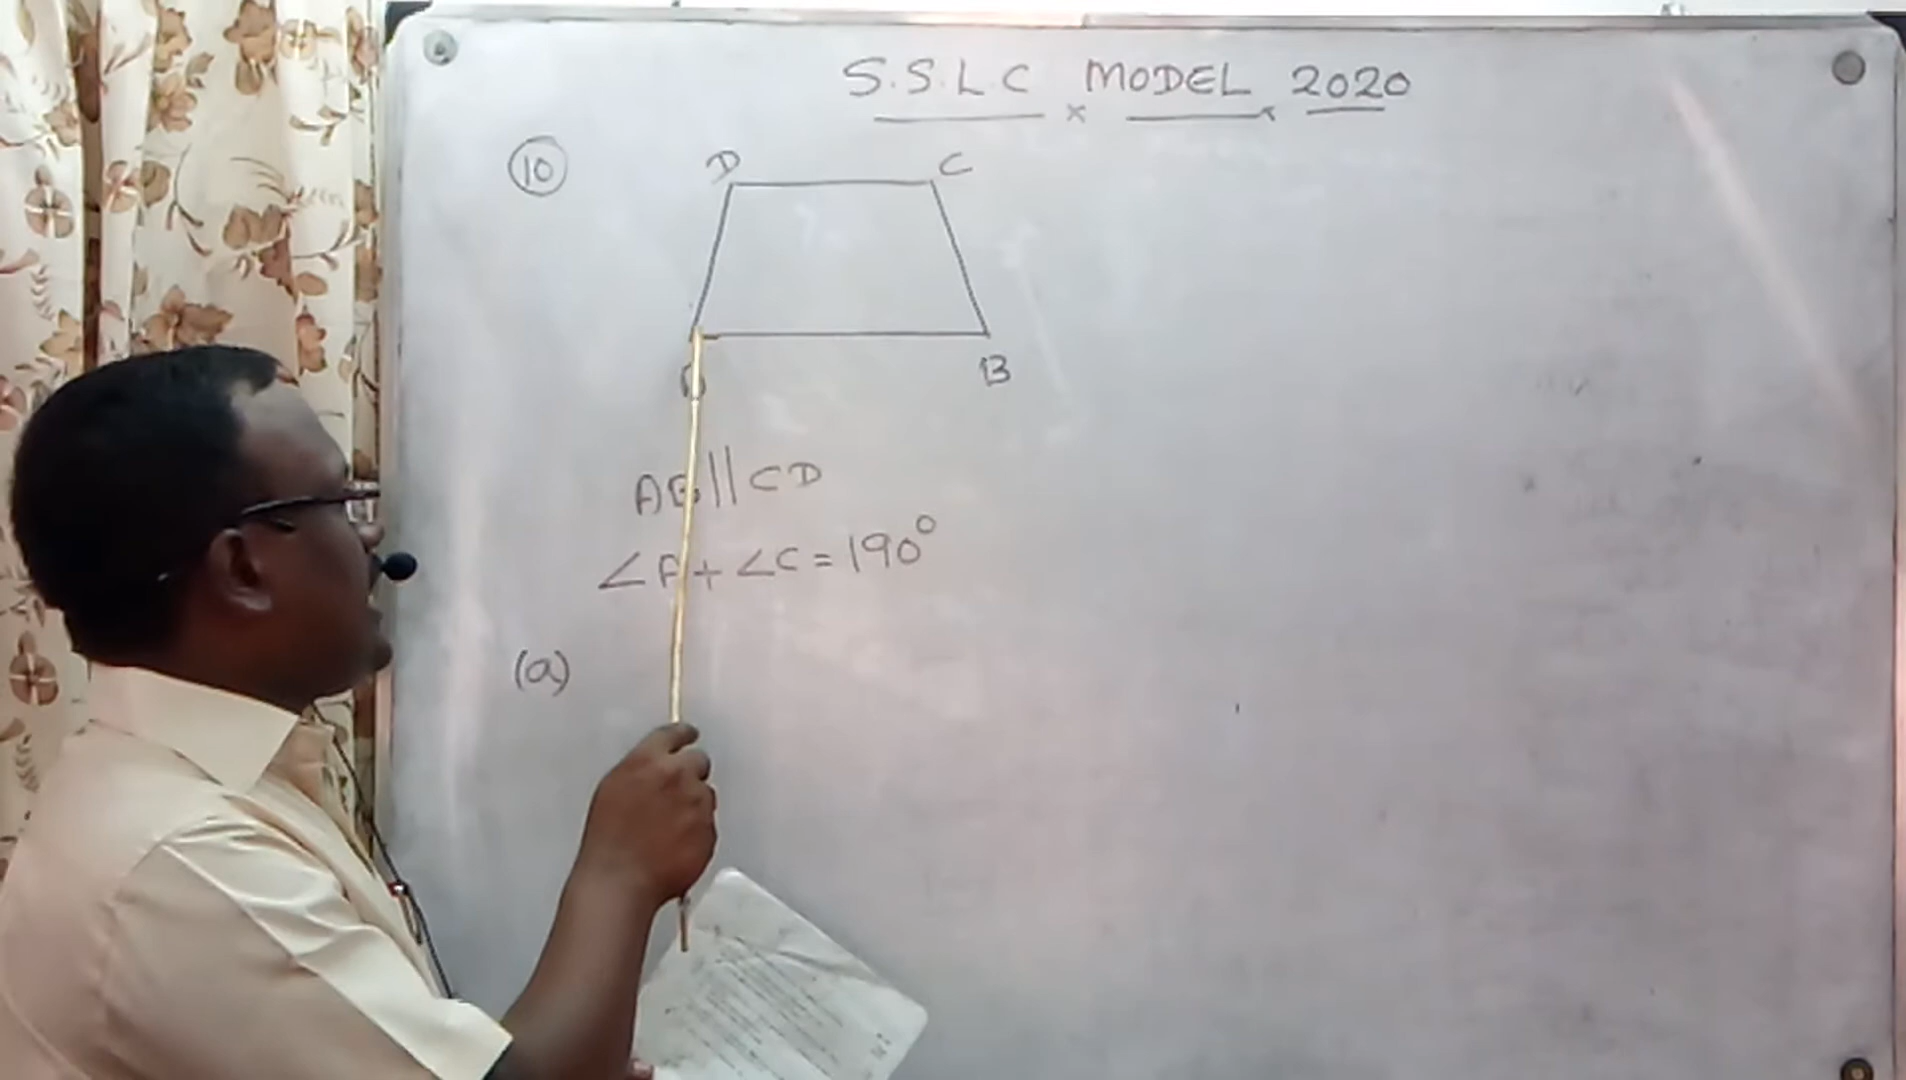 S.S.L.C MODEL 2020
10
D C
A B
AB || CD
∠A + ∠C = 190°
(a)